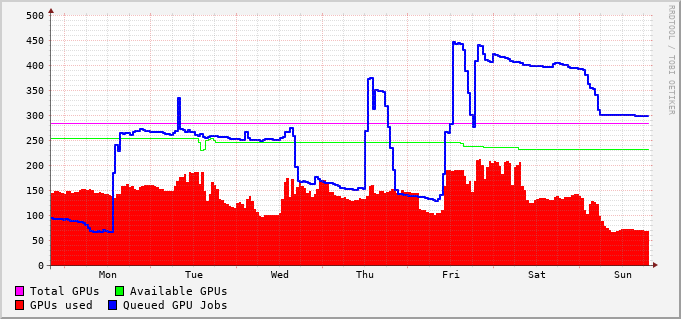 500
450
400
350
300
250
200
150
100
50
0
Mon Tue Wed Thu Fri Sat Sun
Total GPUs Available GPUs
GPUs used Queued GPU Jobs
RRDTOOL / TOBI OETIKER